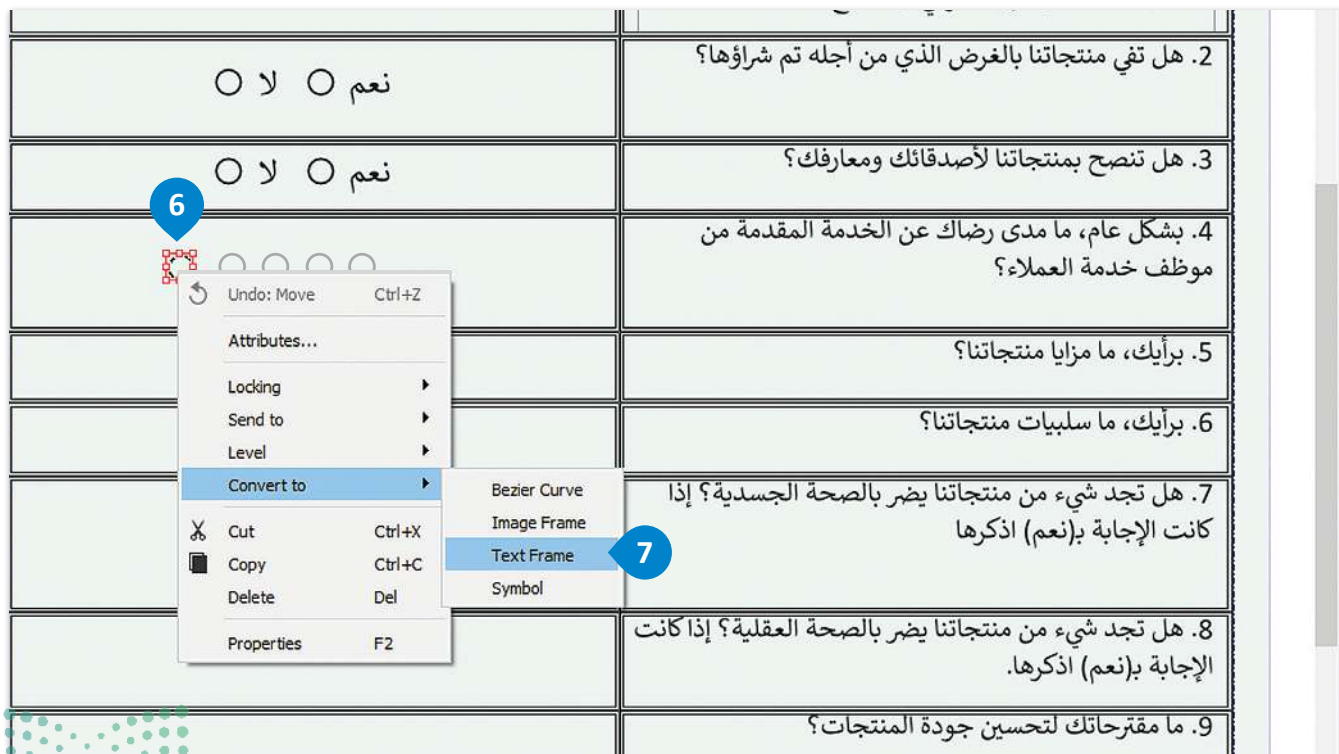 2. هل تفي منتجاتنا بالغرض الذي من أجله تم شراؤها؟
نعم لا
3. هل تنصح بمنتجاتنا لأصدقائك ومعارفك؟
نعم لا
6
4. بشكل عام، ما مدى رضاك عن الخدمة المقدمة من
موظف خدمة العملاء؟
Undo: Move Ctrl+Z
Attributes...
Locking
Send to
Level
Convert to
Cut Ctrl+X
Copy Ctrl+C
Delete Del
Properties F2
Bezier Curve
Image Frame
Text Frame
7
Symbol
5. برأيك، ما مزايا منتجاتنا؟
6. برأيك، ما سلبيات منتجاتنا؟
7. هل تجد شيء من منتجاتنا يضر بالصحة الجسدية؟ إذا
كانت الإجابة بـ(نعم) اذكرها
8. هل تجد شيء من منتجاتنا يضر بالصحة العقلية؟ إذا كانت
الإجابة بـ(نعم) اذكرها.
9. ما مقترحاتك لتحسين جودة المنتجات؟